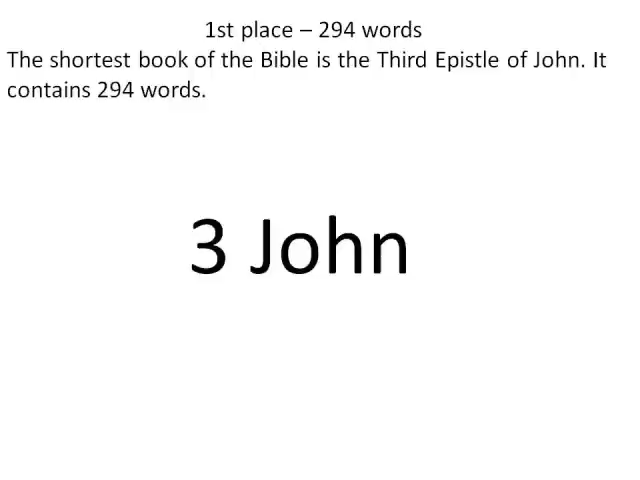 1st place – 294 words
The shortest book of the Bible is the Third Epistle of John. It
contains 294 words.
3 John